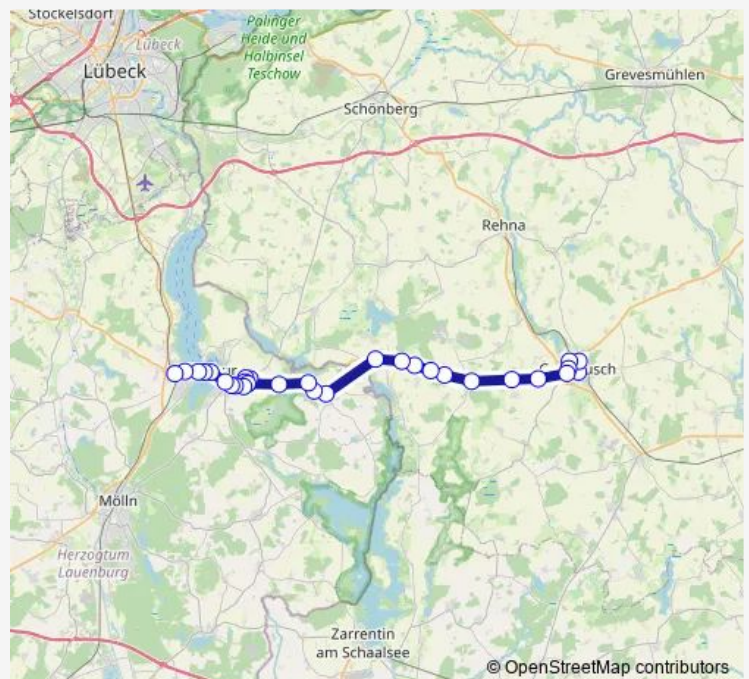 Stockelsdorf
Lübeck
Lübeck
Palinger
Heide und
Halbinsel
Teschow
Grevesmühlen
Schönberg
Rehna
Mölln
Herzogtum
Lauenburg
Zarrentin
am Schaalsee
© OpenStreetMap contributors